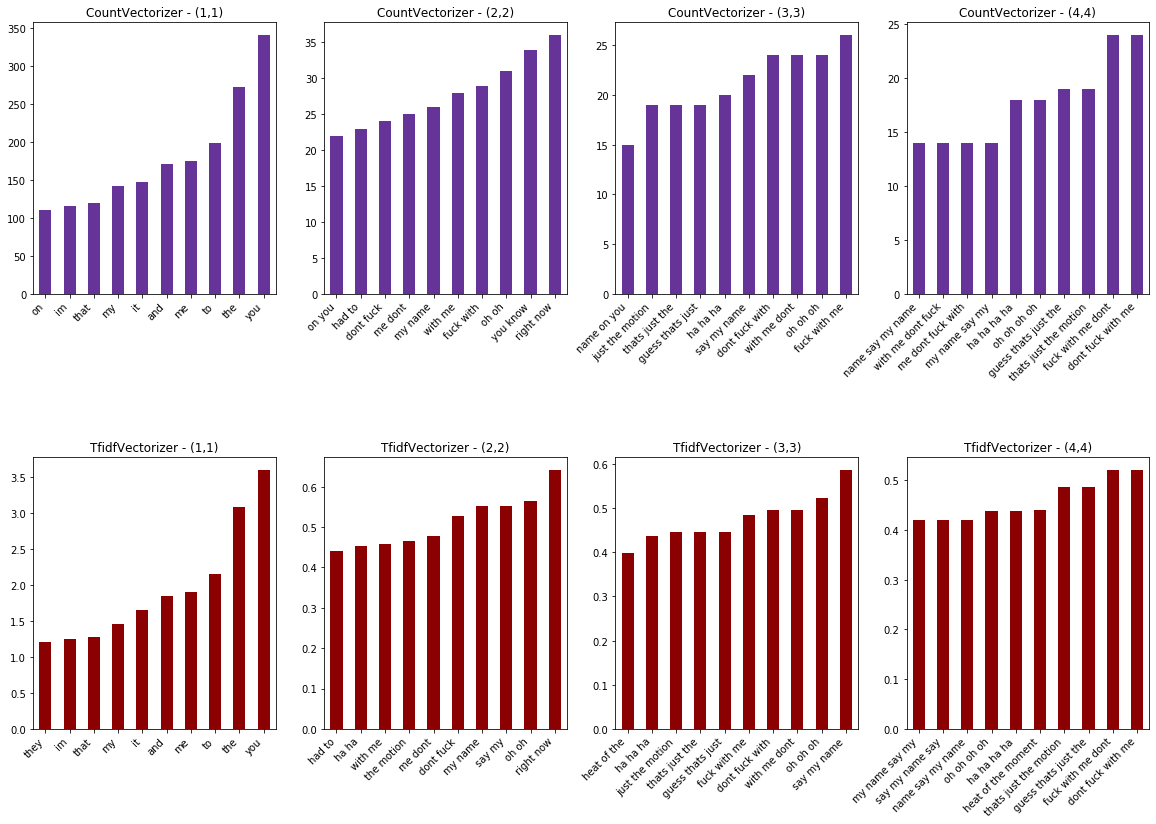 CountVectorizer - (1,1)
350
300
250
200
150
100
50
0
on
im
that
my
it
and
me
to
the
you
CountVectorizer - (2,2)
35
30
25
20
15
10
5
0
on you
had to
dont fuck
me dont
my name
with me
fuck with
oh oh
you know
right now
CountVectorizer - (3,3)
25
20
15
10
5
0
name on you
just the motion
thats just the
guess thats just
ha ha ha
say my name
dont fuck with
with me dont
oh oh oh
fuck with me
CountVectorizer - (4,4)
25
20
15
10
5
0
name say my name
with me dont fuck
me dont fuck with
my name say my
ha ha ha ha
oh oh oh oh
guess thats just the
thats just the motion
fuck with me dont
dont fuck with me
TfidfVectorizer - (1,1)
3.5
3.0
2.5
2.0
1.5
1.0
0.5
0.0
they
im
that
my
it
and
me
to
the
you
TfidfVectorizer - (2,2)
0.6
0.5
0.4
0.3
0.2
0.1
0.0
had to
ha ha
with me
the motion
me dont
dont fuck
my name
say my
oh oh
right now
TfidfVectorizer - (3,3)
0.6
0.5
0.4
0.3
0.2
0.1
0.0
heat of the
ha ha ha
just the motion
thats just the
guess thats just
fuck with me
dont fuck with
with me dont
oh oh oh
say my name
TfidfVectorizer - (4,4)
0.5
0.4
0.3
0.2
0.1
0.0
my name say my
say my name say
name say my name
oh oh oh oh
ha ha ha ha
heat of the moment
thats just the motion
guess thats just the
fuck with me dont
dont fuck with me